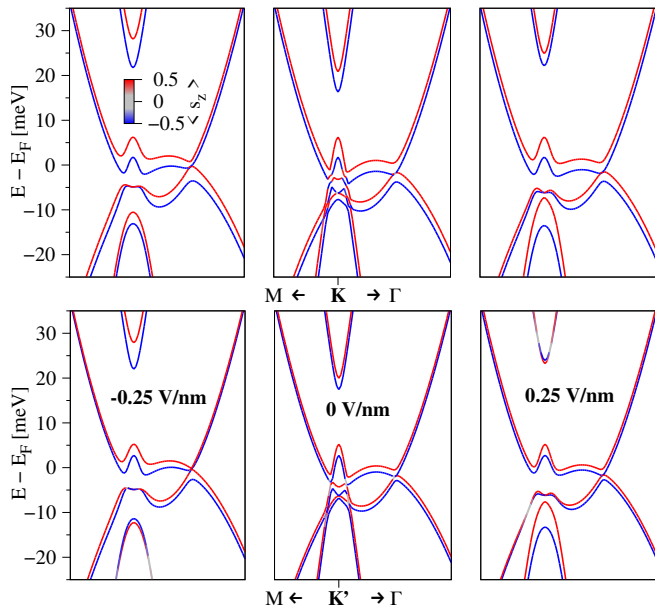 30
20
10
0
−10
−20
E − E_F [meV]
0.5
0
−0.5
< s_z >
M ← K → Γ
30
20
10
0
−10
−20
E − E_F [meV]
-0.25 V/nm
0 V/nm
0.25 V/nm
M ← K' → Γ